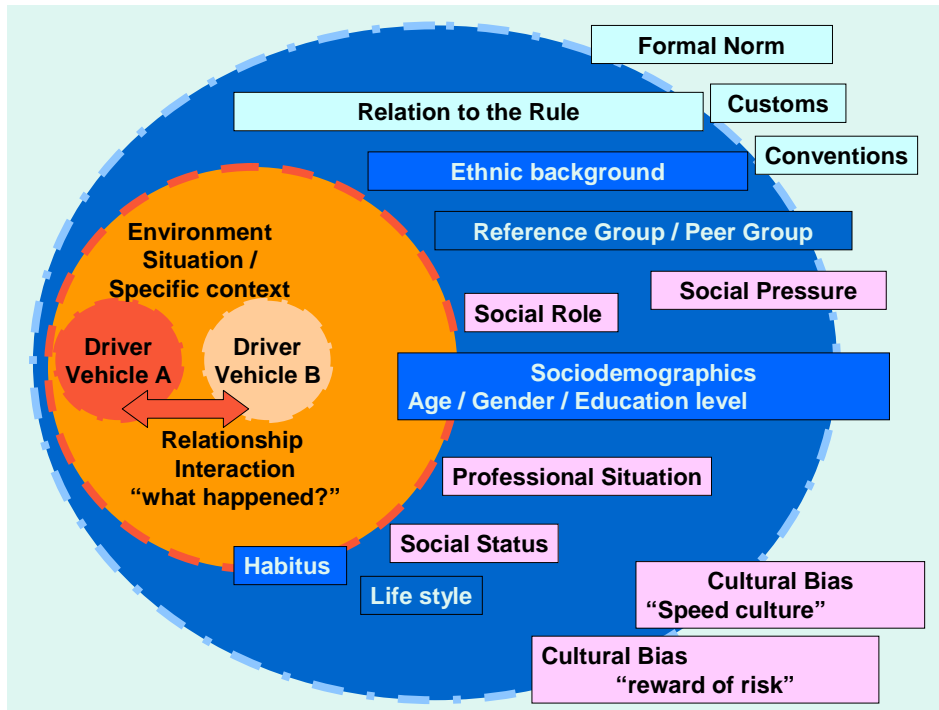 Formal Norm
Relation to the Rule
Customs
Conventions
Ethnic background
Reference Group / Peer Group
Environment
Situation /
Specific context
Social Pressure
Social Role
Driver
Vehicle A
Driver
Vehicle B
Sociodemographics
Age / Gender / Education level
Relationship
Interaction
“what happened?”
Professional Situation
Social Status
Habitus
Life style
Cultural Bias
“Speed culture”
Cultural Bias
“reward of risk”